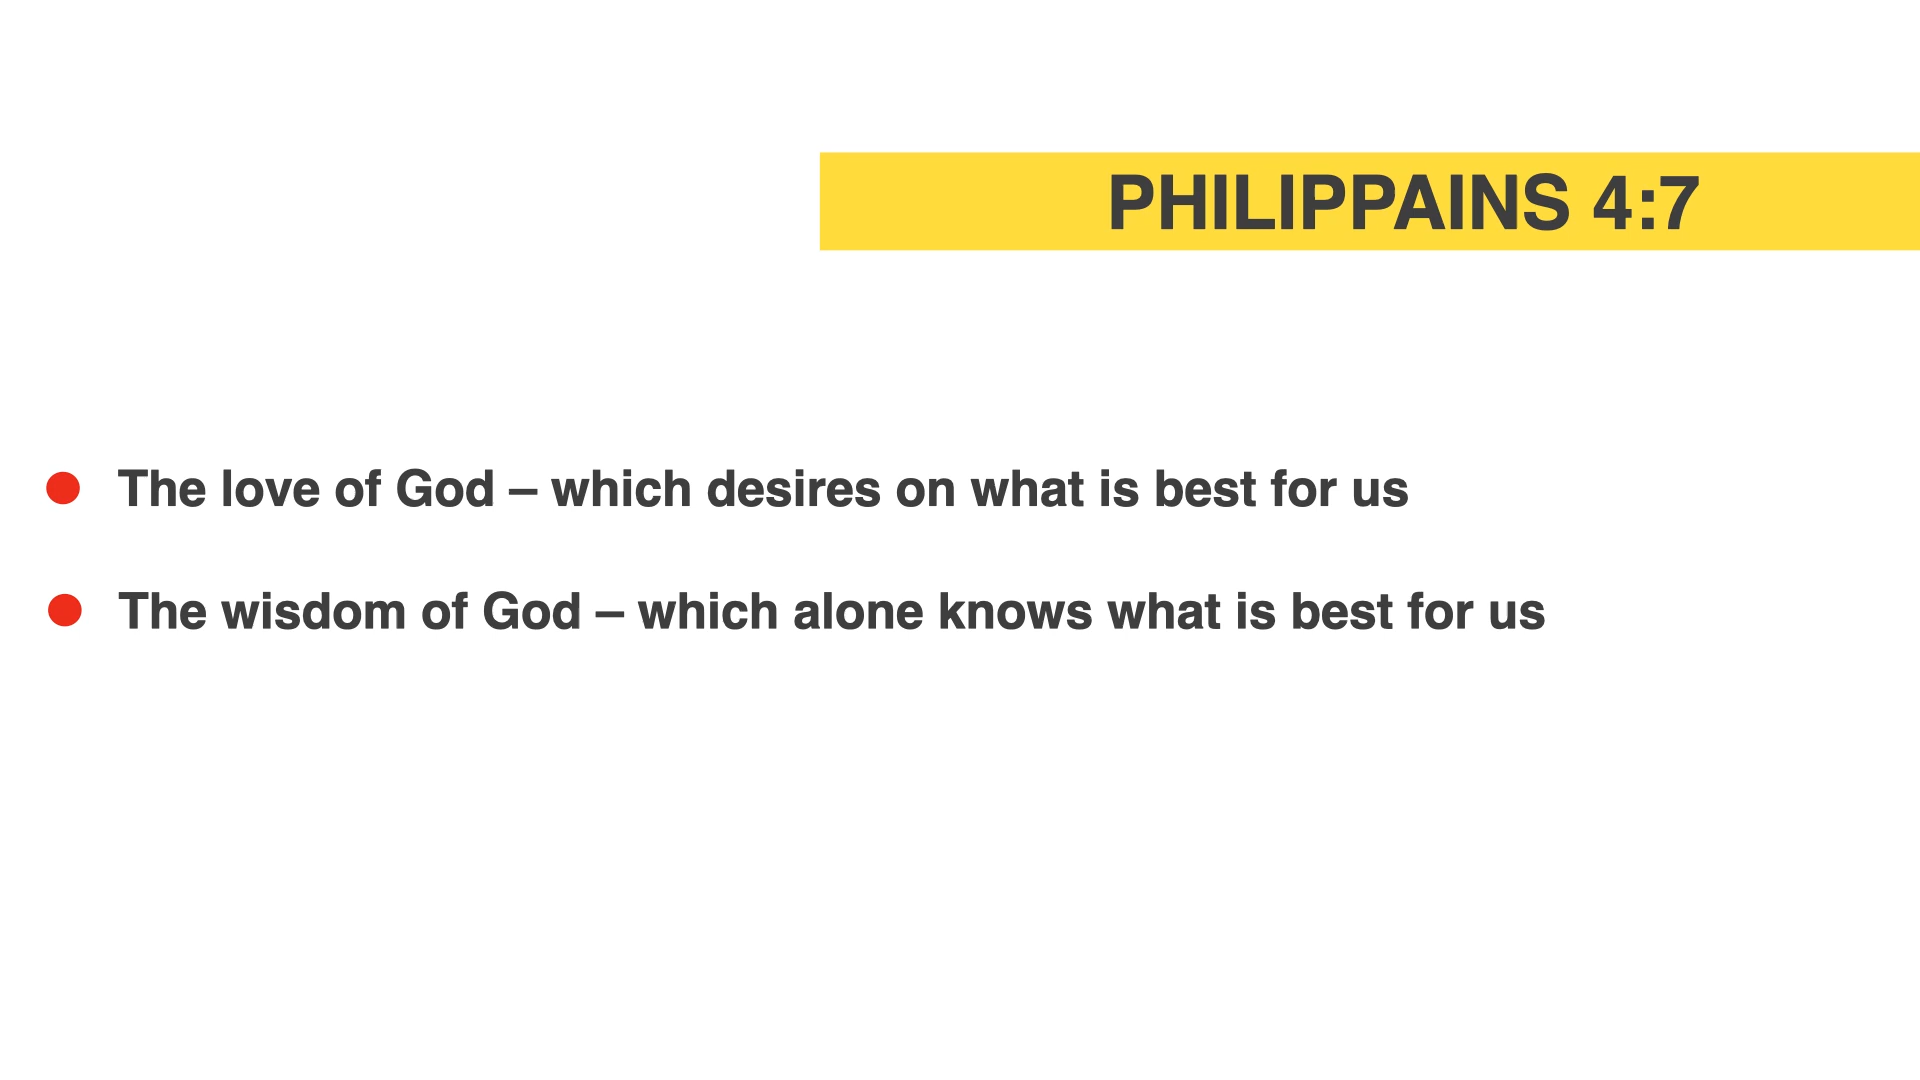 PHILIPPAINS 4:7
● The love of God – which desires on what is best for us
● The wisdom of God – which alone knows what is best for us